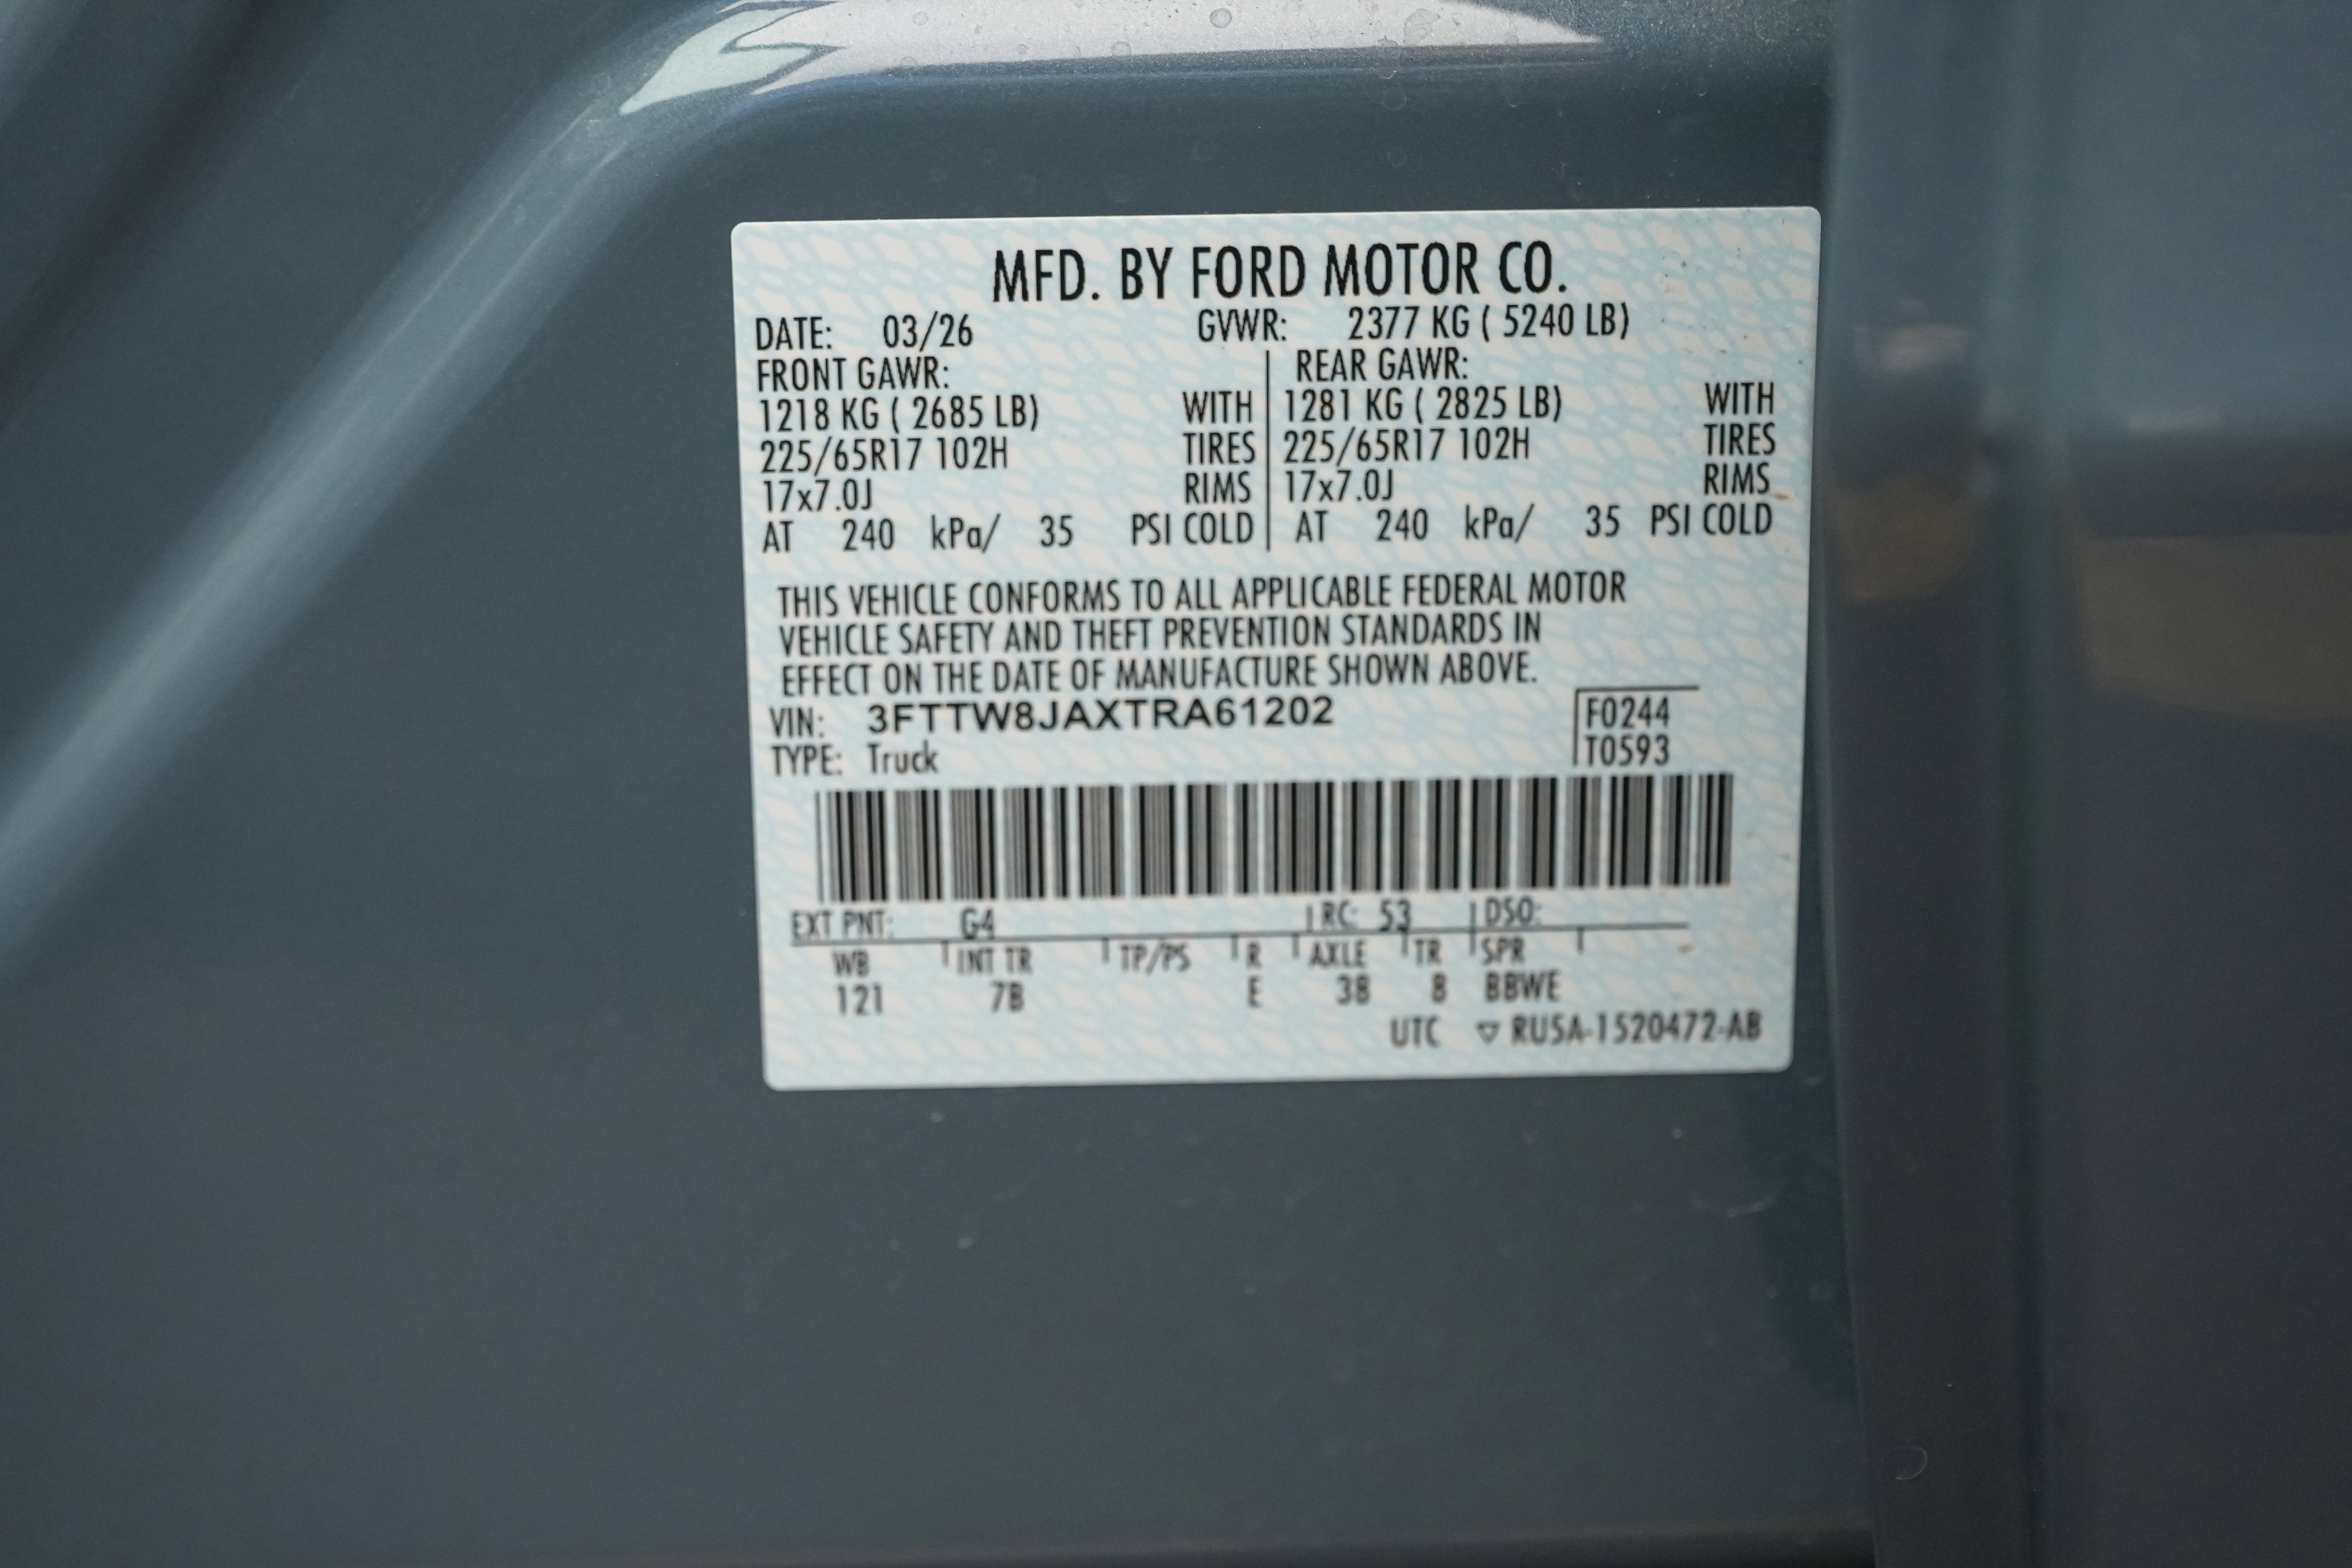 MFD. BY FORD MOTOR CO.
DATE: 03/26 GVWR: 2377 KG ( 5240 LB)
FRONT GAWR: REAR GAWR:
1218 KG ( 2685 LB) WITH 1281 KG ( 2825 LB) WITH
225/65R17 102H TIRES 225/65R17 102H TIRES
17x7.0J RIMS 17x7.0J RIMS
AT 240 kPa/ 35 PSI COLD AT 240 kPa/ 35 PSI COLD
THIS VEHICLE CONFORMS TO ALL APPLICABLE FEDERAL MOTOR
VEHICLE SAFETY AND THEFT PREVENTION STANDARDS IN
EFFECT ON THE DATE OF MANUFACTURE SHOWN ABOVE.
VIN: 3FTTW8JAXTRA61202 F0244
TYPE: Truck T0593
EXT PNT: G4 RC: 53 DSO:
WB INT TR TP/PS R AXLE TR SPR
121 7B E 38 8 BBWE
UTC ▽ RU5A-1520472-AB